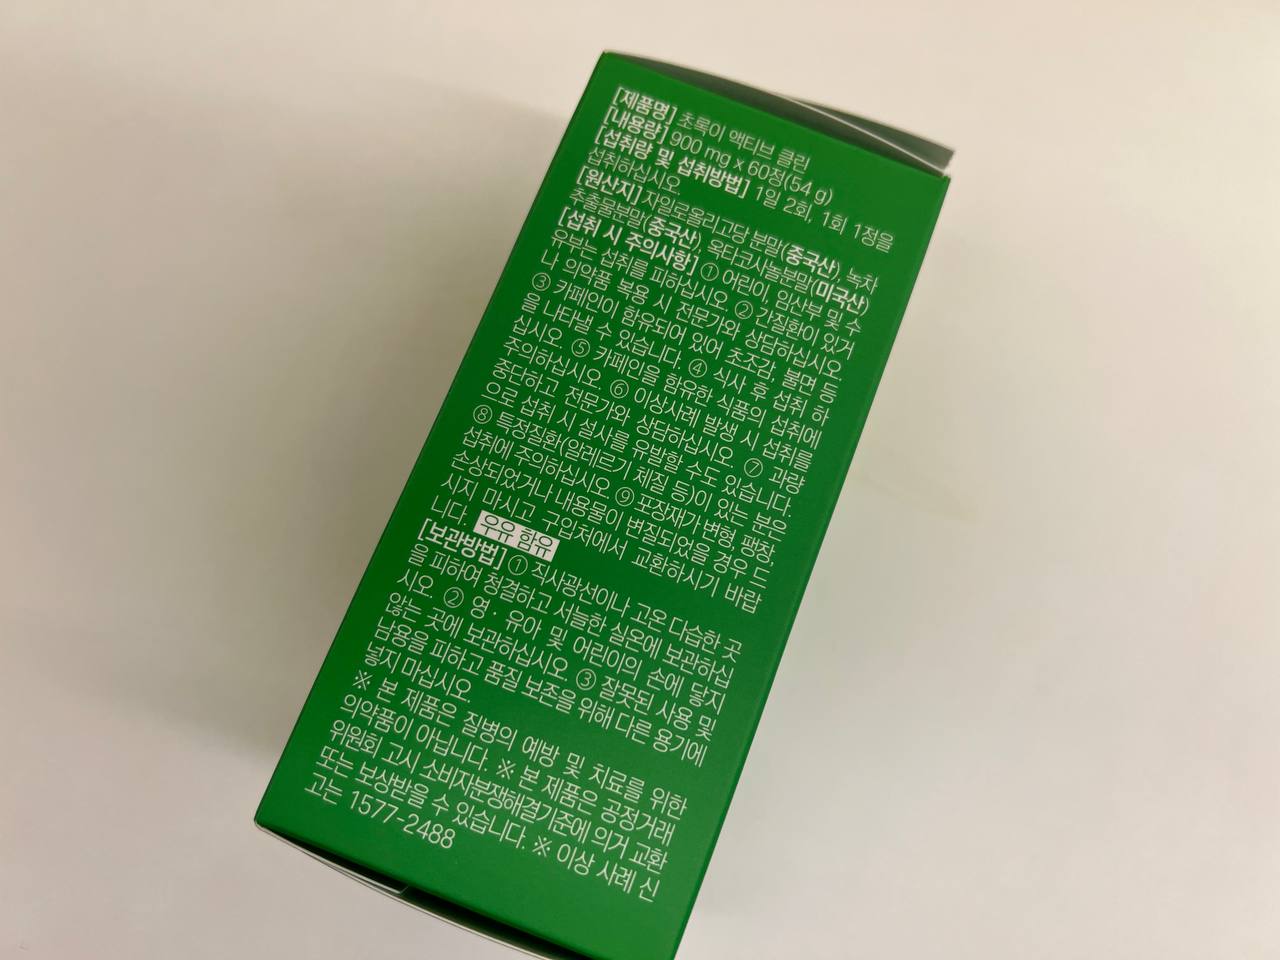 [제품명] 초록이 액티브 클린
[내용량] 900 mg x 60정(54 g)
[섭취량 및 섭취방법] 1일 2회, 1회 1정을
섭취하십시오
[원산지] 자일로올리고당 분말(중국산), 녹차
추출물분말(중국산), 옥타코사놀분말(미국산)
[섭취 시 주의사항] ① 어린이, 임산부 및 수
유부는 섭취를 피하십시오. ② 간질환이 있거
나 의약품 복용 시 전문가와 상담하십시오.
③ 카페인이 함유되어 있어 초조감, 불면 등
을 나타낼 수 있습니다. ④ 식사 후 섭취 하
십시오. ⑤ 카페인을 함유한 식품의 섭취에
주의하십시오. ⑥ 이상사례 발생 시 섭취를
중단하고 전문가와 상담하십시오. ⑦ 과량
으로 섭취 시 설사를 유발할 수도 있습니다.
⑧ 특정질환(알레르기 체질 등)이 있는 분은
섭취에 주의하십시오. ⑨ 포장재가 변형, 팽창,
손상되었거나 내용물이 변질되었을 경우 드
시지 마시고 구입처에서 교환하시기 바랍
니다. 우유 함유
[보관방법] ① 직사광선이나 고온 다습한 곳
을 피하여 청결하고 서늘한 실온에 보관하십
시오. ② 영·유아 및 어린이의 손에 닿지
않는 곳에 보관하십시오. ③ 잘못된 사용 및
남용을 피하고 품질 보존을 위해 다른 용기에
넣지 마십시오.
※ 본 제품은 질병의 예방 및 치료를 위한
의약품이 아닙니다. ※ 본 제품은 공정거래
위원회 고시 소비자분쟁해결기준에 의거 교환
또는 보상받을 수 있습니다. ※ 이상 사례 신
고는 1577-2488